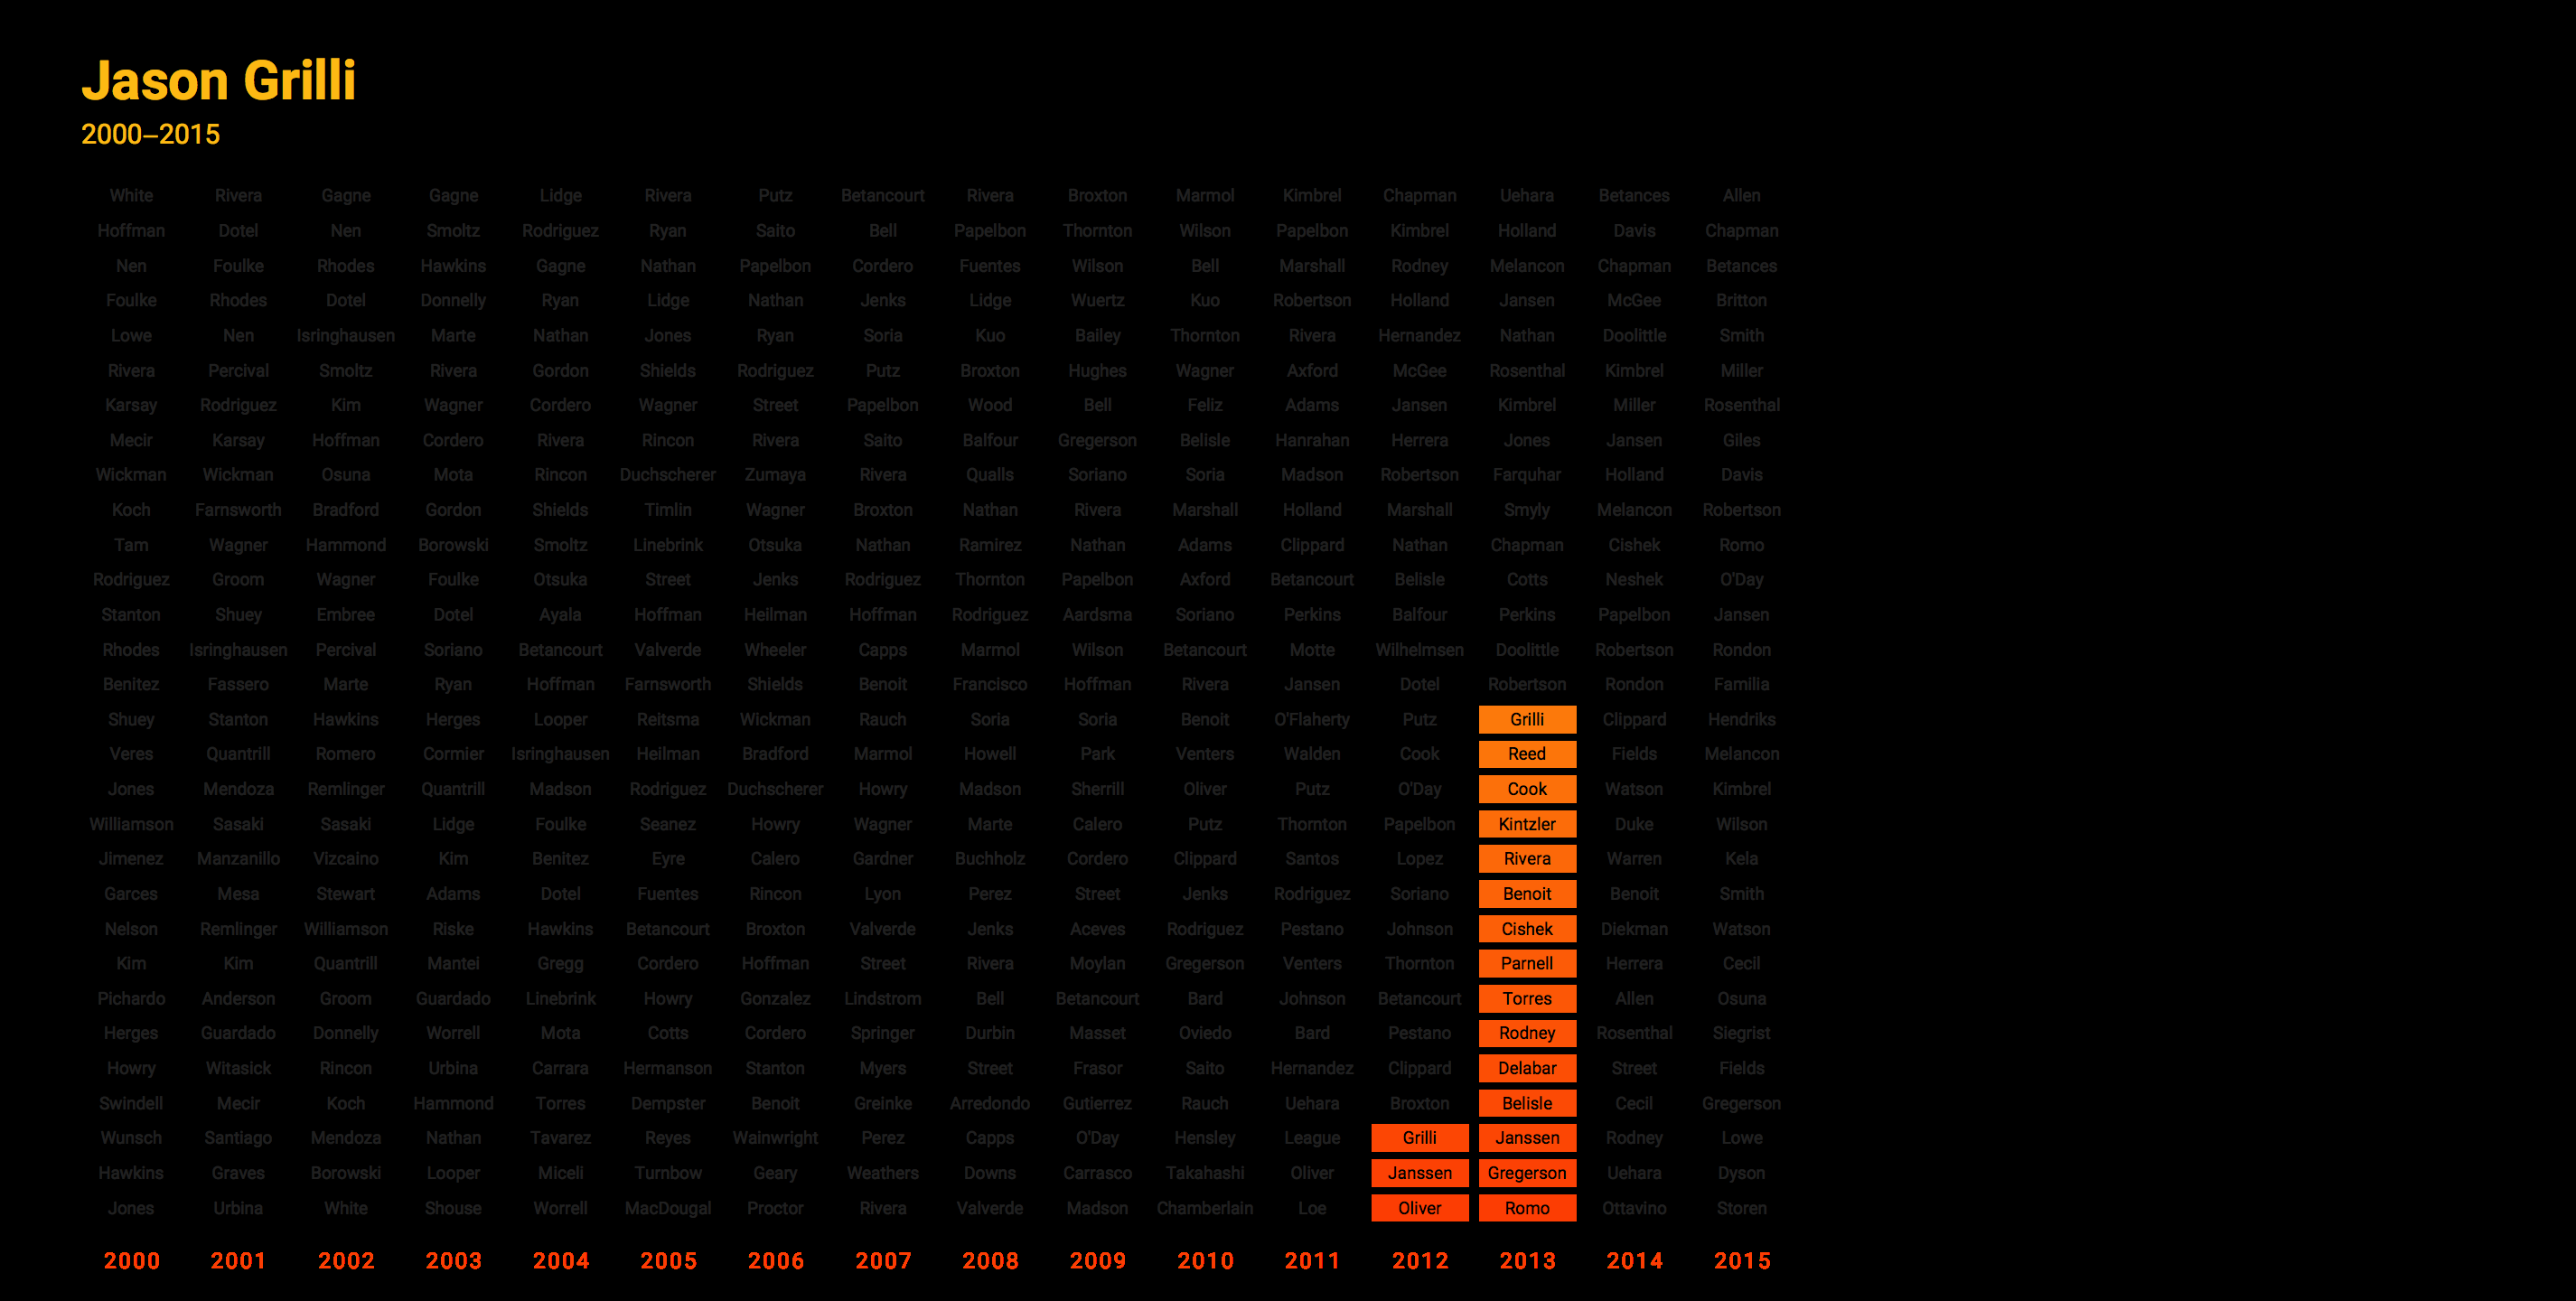 Jason Grilli
2000–2015
White Rivera Gagne Gagne Lidge Rivera Putz Betancourt Rivera Broxton Marmol Kimbrel Chapman Uehara Betances Allen
Hoffman Dotel Nen Smoltz Rodriguez Ryan Saito Bell Papelbon Thornton Wilson Papelbon Kimbrel Holland Davis Chapman
Nen Foulke Rhodes Hawkins Gagne Nathan Papelbon Cordero Fuentes Wilson Bell Marshall Rodney Melancon Chapman Betances
Foulke Rhodes Dotel Donnelly Ryan Lidge Nathan Jenks Lidge Wuertz Kuo Robertson Holland Jansen McGee Britton
Lowe Nen Isringhausen Marte Nathan Jones Ryan Soria Kuo Bailey Thornton Rivera Hernandez Nathan Doolittle Smith
Rivera Percival Smoltz Rivera Gordon Shields Rodriguez Putz Broxton Hughes Wagner Axford McGee Rosenthal Kimbrel Miller
Karsay Rodriguez Kim Wagner Cordero Wagner Street Papelbon Wood Bell Feliz Adams Jansen Kimbrel Miller Rosenthal
Mecir Karsay Hoffman Cordero Rivera Rincon Rivera Saito Balfour Gregerson Belisle Hanrahan Herrera Jones Jansen Giles
Wickman Wickman Osuna Mota Rincon Duchscherer Zumaya Rivera Qualls Soriano Soria Madson Robertson Farquhar Holland Davis
Koch Farnsworth Bradford Gordon Shields Timlin Wagner Broxton Nathan Rivera Marshall Holland Marshall Smyly Melancon Robertson
Tam Wagner Hammond Borowski Smoltz Linebrink Otsuka Nathan Ramirez Nathan Adams Clippard Nathan Chapman Cishek Romo
Rodriguez Groom Wagner Foulke Otsuka Street Jenks Rodriguez Thornton Papelbon Axford Betancourt Belisle Cotts Neshek O'Day
Stanton Shuey Embree Dotel Ayala Hoffman Heilman Hoffman Rodriguez Aardsma Soriano Perkins Balfour Perkins Papelbon Jansen
Rhodes Isringhausen Percival Soriano Betancourt Valverde Wheeler Capps Marmol Wilson Betancourt Motte Wilhelmsen Doolittle Robertson Rondon
Benitez Fassero Marte Ryan Hoffman Farnsworth Shields Benoit Francisco Hoffman Rivera Jansen Dotel Robertson Rondon Familia
Shuey Stanton Hawkins Herges Looper Reitsma Wickman Rauch Soria Soria Benoit O'Flaherty Putz Grilli Clippard Hendriks
Veres Quantrill Romero Cormier Isringhausen Heilman Bradford Marmol Howell Park Venters Walden Cook Reed Fields Melancon
Jones Mendoza Remlinger Quantrill Madson Rodriguez Duchscherer Howry Madson Sherrill Oliver Putz O'Day Cook Watson Kimbrel
Williamson Sasaki Sasaki Lidge Foulke Seanez Howry Wagner Marte Calero Putz Thornton Papelbon Kintzler Duke Wilson
Jimenez Manzanillo Vizcaino Kim Benitez Eyre Calero Gardner Buchholz Cordero Clippard Santos Lopez Rivera Warren Kela
Garces Mesa Stewart Adams Dotel Fuentes Rincon Lyon Perez Street Jenks Rodriguez Soriano Benoit Benoit Smith
Nelson Remlinger Williamson Riske Hawkins Betancourt Broxton Valverde Jenks Aceves Rodriguez Pestano Johnson Cishek Diekman Watson
Kim Kim Quantrill Mantei Gregg Cordero Hoffman Street Rivera Moylan Gregerson Venters Thornton Parnell Herrera Cecil
Pichardo Anderson Groom Guardado Linebrink Howry Gonzalez Lindstrom Bell Betancourt Bard Johnson Betancourt Torres Allen Osuna
Herges Guardado Donnelly Worrell Mota Cotts Cordero Springer Durbin Masset Oviedo Bard Pestano Rodney Rosenthal Siegrist
Howry Witasick Rincon Urbina Carrara Hermanson Stanton Myers Street Frasor Saito Hernandez Clippard Delabar Street Fields
Swindell Mecir Koch Hammond Torres Dempster Benoit Greinke Arredondo Gutierrez Rauch Uehara Broxton Belisle Cecil Gregerson
Wunsch Santiago Mendoza Nathan Tavarez Reyes Wainwright Perez Capps O'Day Hensley League Grilli Janssen Rodney Lowe
Hawkins Graves Borowski Looper Miceli Turnbow Geary Weathers Downs Carrasco Takahashi Oliver Janssen Gregerson Uehara Dyson
Jones Urbina White Shouse Worrell MacDougal Proctor Rivera Valverde Madson Chamberlain Loe Oliver Romo Ottavino Storen
2000 2001 2002 2003 2004 2005 2006 2007 2008 2009 2010 2011 2012 2013 2014 2015